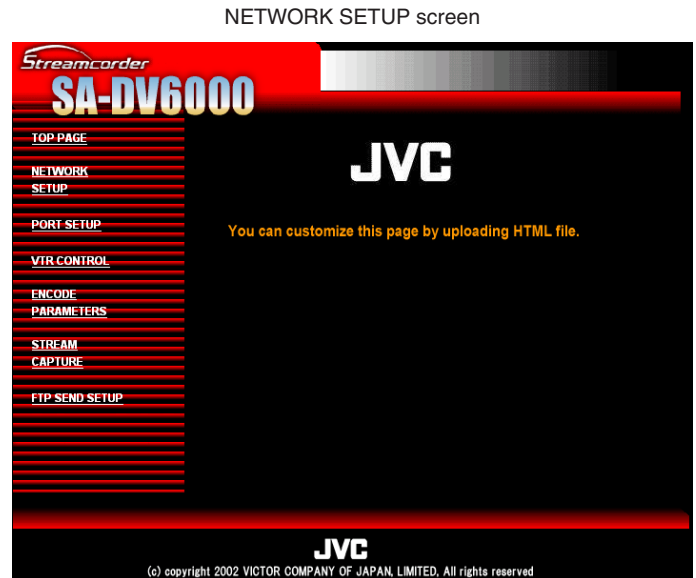 NETWORK SETUP screen
Streamcorder
SA-DV6000
TOP PAGE
NETWORK
SETUP
PORT SETUP
VTR CONTROL
ENCODE
PARAMETERS
STREAM
CAPTURE
FTP SEND SETUP
JVC
You can customize this page by uploading HTML file.
JVC
(c) copyright 2002 VICTOR COMPANY OF JAPAN, LIMITED, All rights reserved